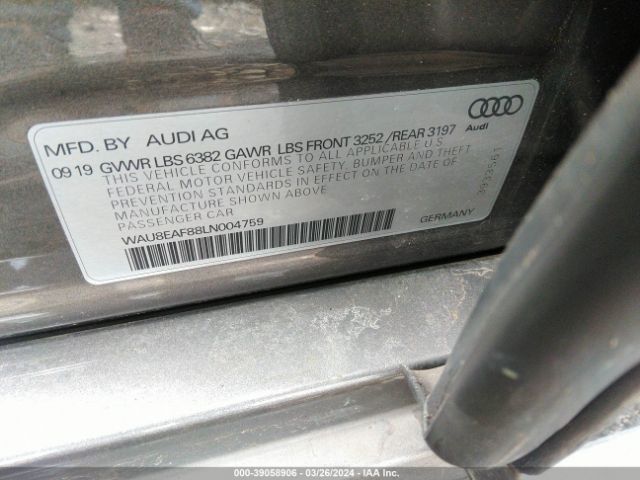 MFD. BY AUDI AG
09 19 GVWR LBS 6382 GAWR LBS FRONT 3252 / REAR 3197
THIS VEHICLE CONFORMS TO ALL APPLICABLE U.S
FEDERAL MOTOR VEHICLE SAFETY, BUMPER AND THEFT
PREVENTION STANDARDS IN EFFECT ON THE DATE OF
MANUFACTURE SHOWN ABOVE
PASSENGER CAR
WAU8EAF88LN004759
Audi
GERMANY
000-39058906 | 03/26/2024 | IAA Inc.